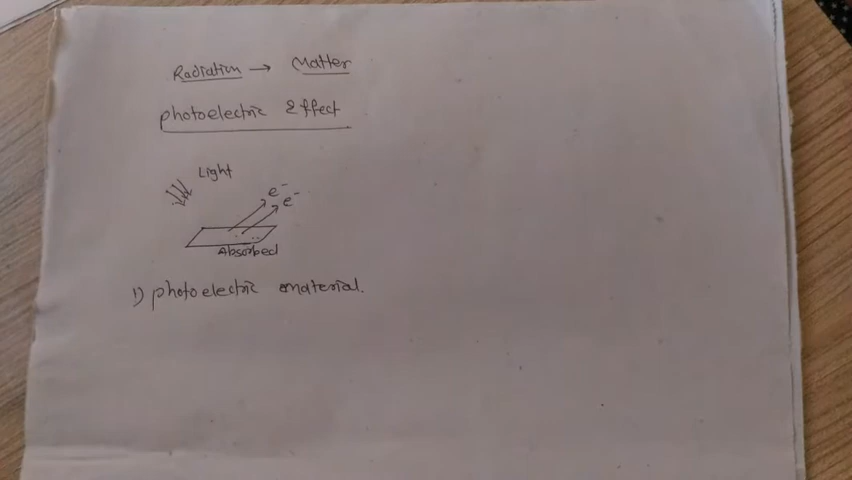 Radiation → Matter
photoelectric Effect
Light
e⁻
e⁻
Absorbed
1) photoelectric material.